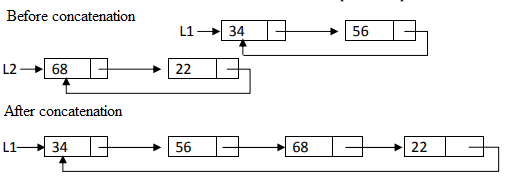 Before concatenation
L1 34 56
L2 68 22
After concatenation
L1 34 56 68 22